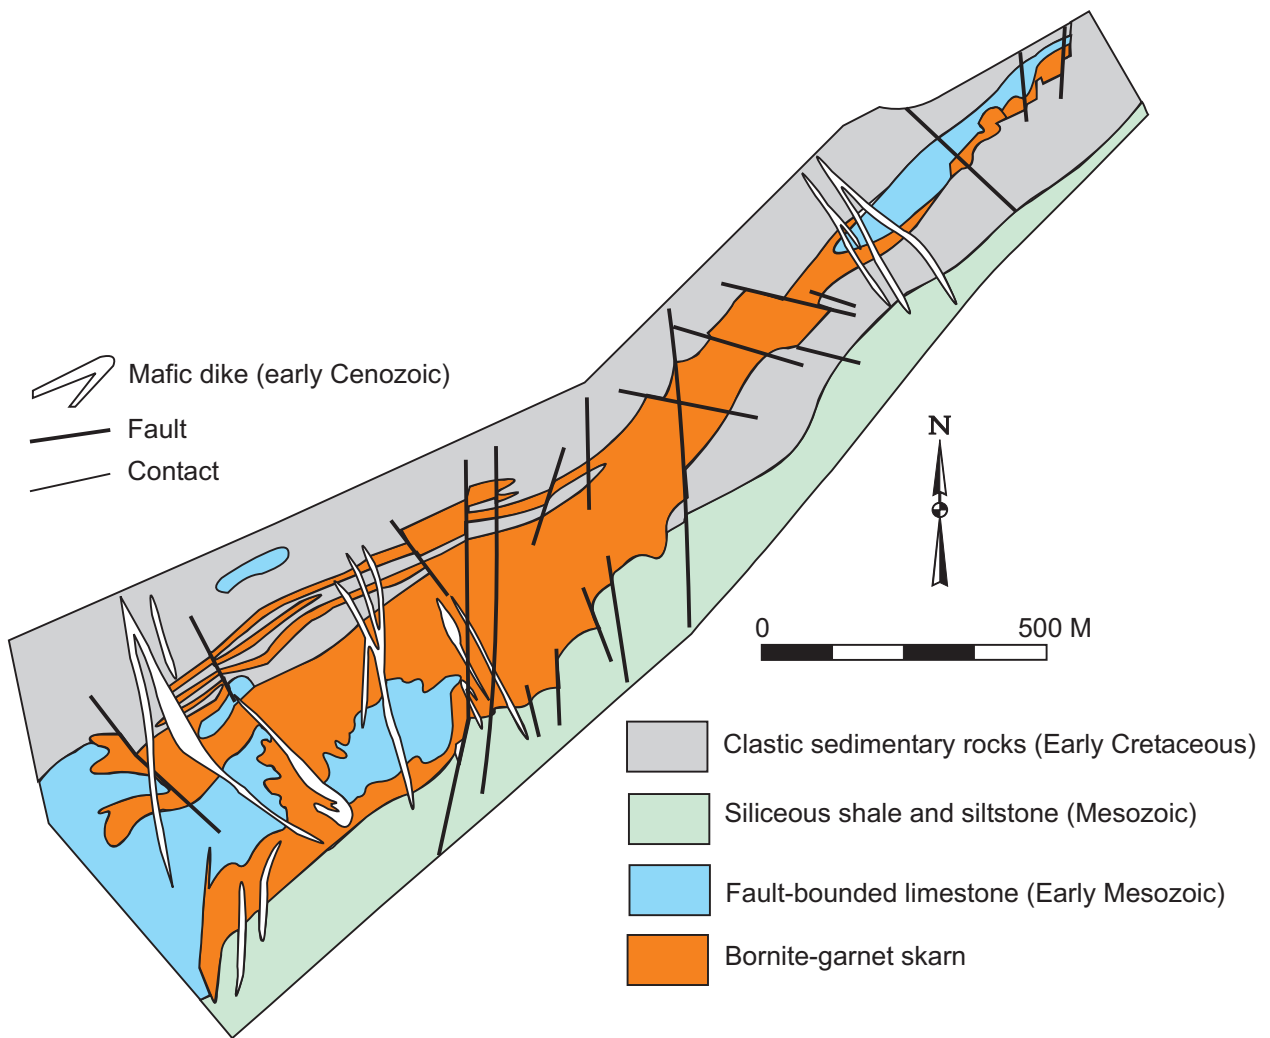 Mafic dike (early Cenozoic)
Fault
Contact
N
0 500 M
Clastic sedimentary rocks (Early Cretaceous)
Siliceous shale and siltstone (Mesozoic)
Fault-bounded limestone (Early Mesozoic)
Bornite-garnet skarn